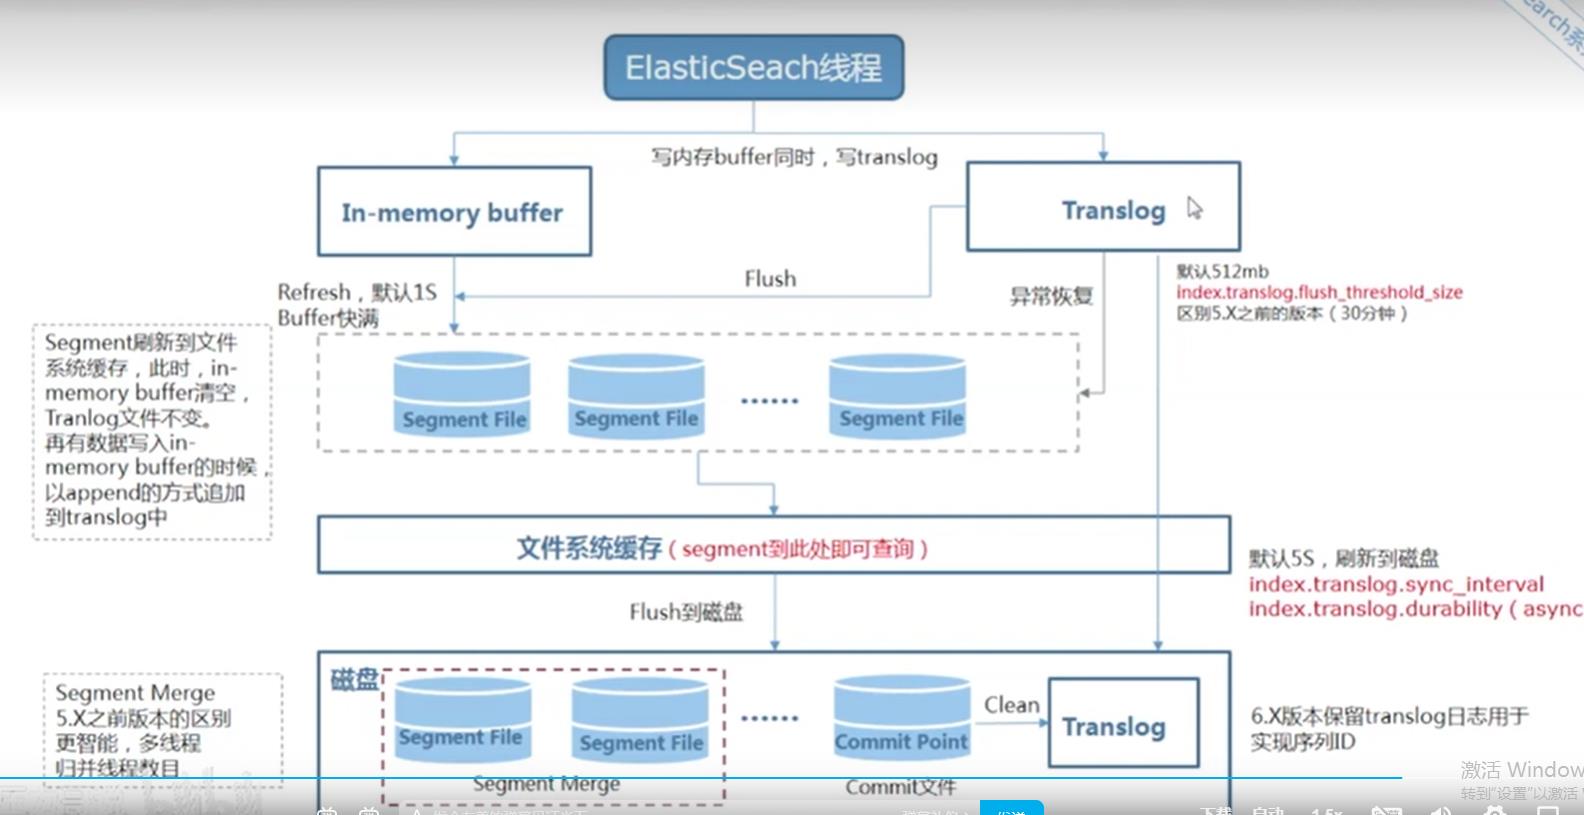 earch系
ElasticSeach线程
写内存buffer同时，写translog
In-memory buffer
Translog
Flush
Refresh，默认1S
Buffer快满
异常恢复
默认512mb
index.translog.flush_threshold_size
区别5.X之前的版本（30分钟）
Segment刷新到文件
系统缓存，此时，in-
memory buffer清空，
Tranlog文件不变。
再有数据写入in-
memory buffer的时候，
以append的方式追加
到translog中
Segment File
Segment File
......
Segment File
文件系统缓存（segment到此处即可查询）
默认5S，刷新到磁盘
index.translog.sync_interval
index.translog.durability（async
Flush到磁盘
磁盘
Segment File
Segment File
......
Commit Point
Clean
Translog
Segment Merge
Commit文件
Segment Merge
5.X之前版本的区别
更智能，多线程
归并线程数目
6.X版本保留translog日志用于
实现序列ID
激活 Window
转到"设置"以激活
下载
自动
1.5x